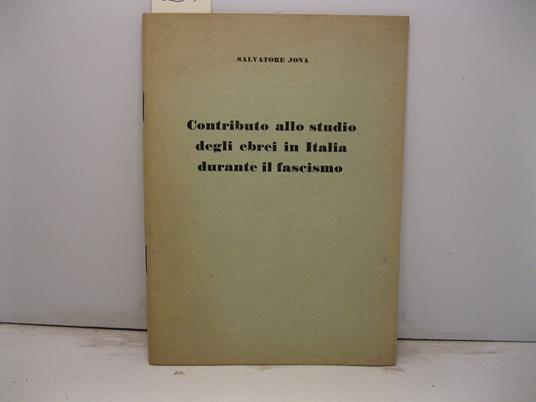 SALVATORE JONA
Contributo allo studio
degli ebrei in Italia
durante il fascismo